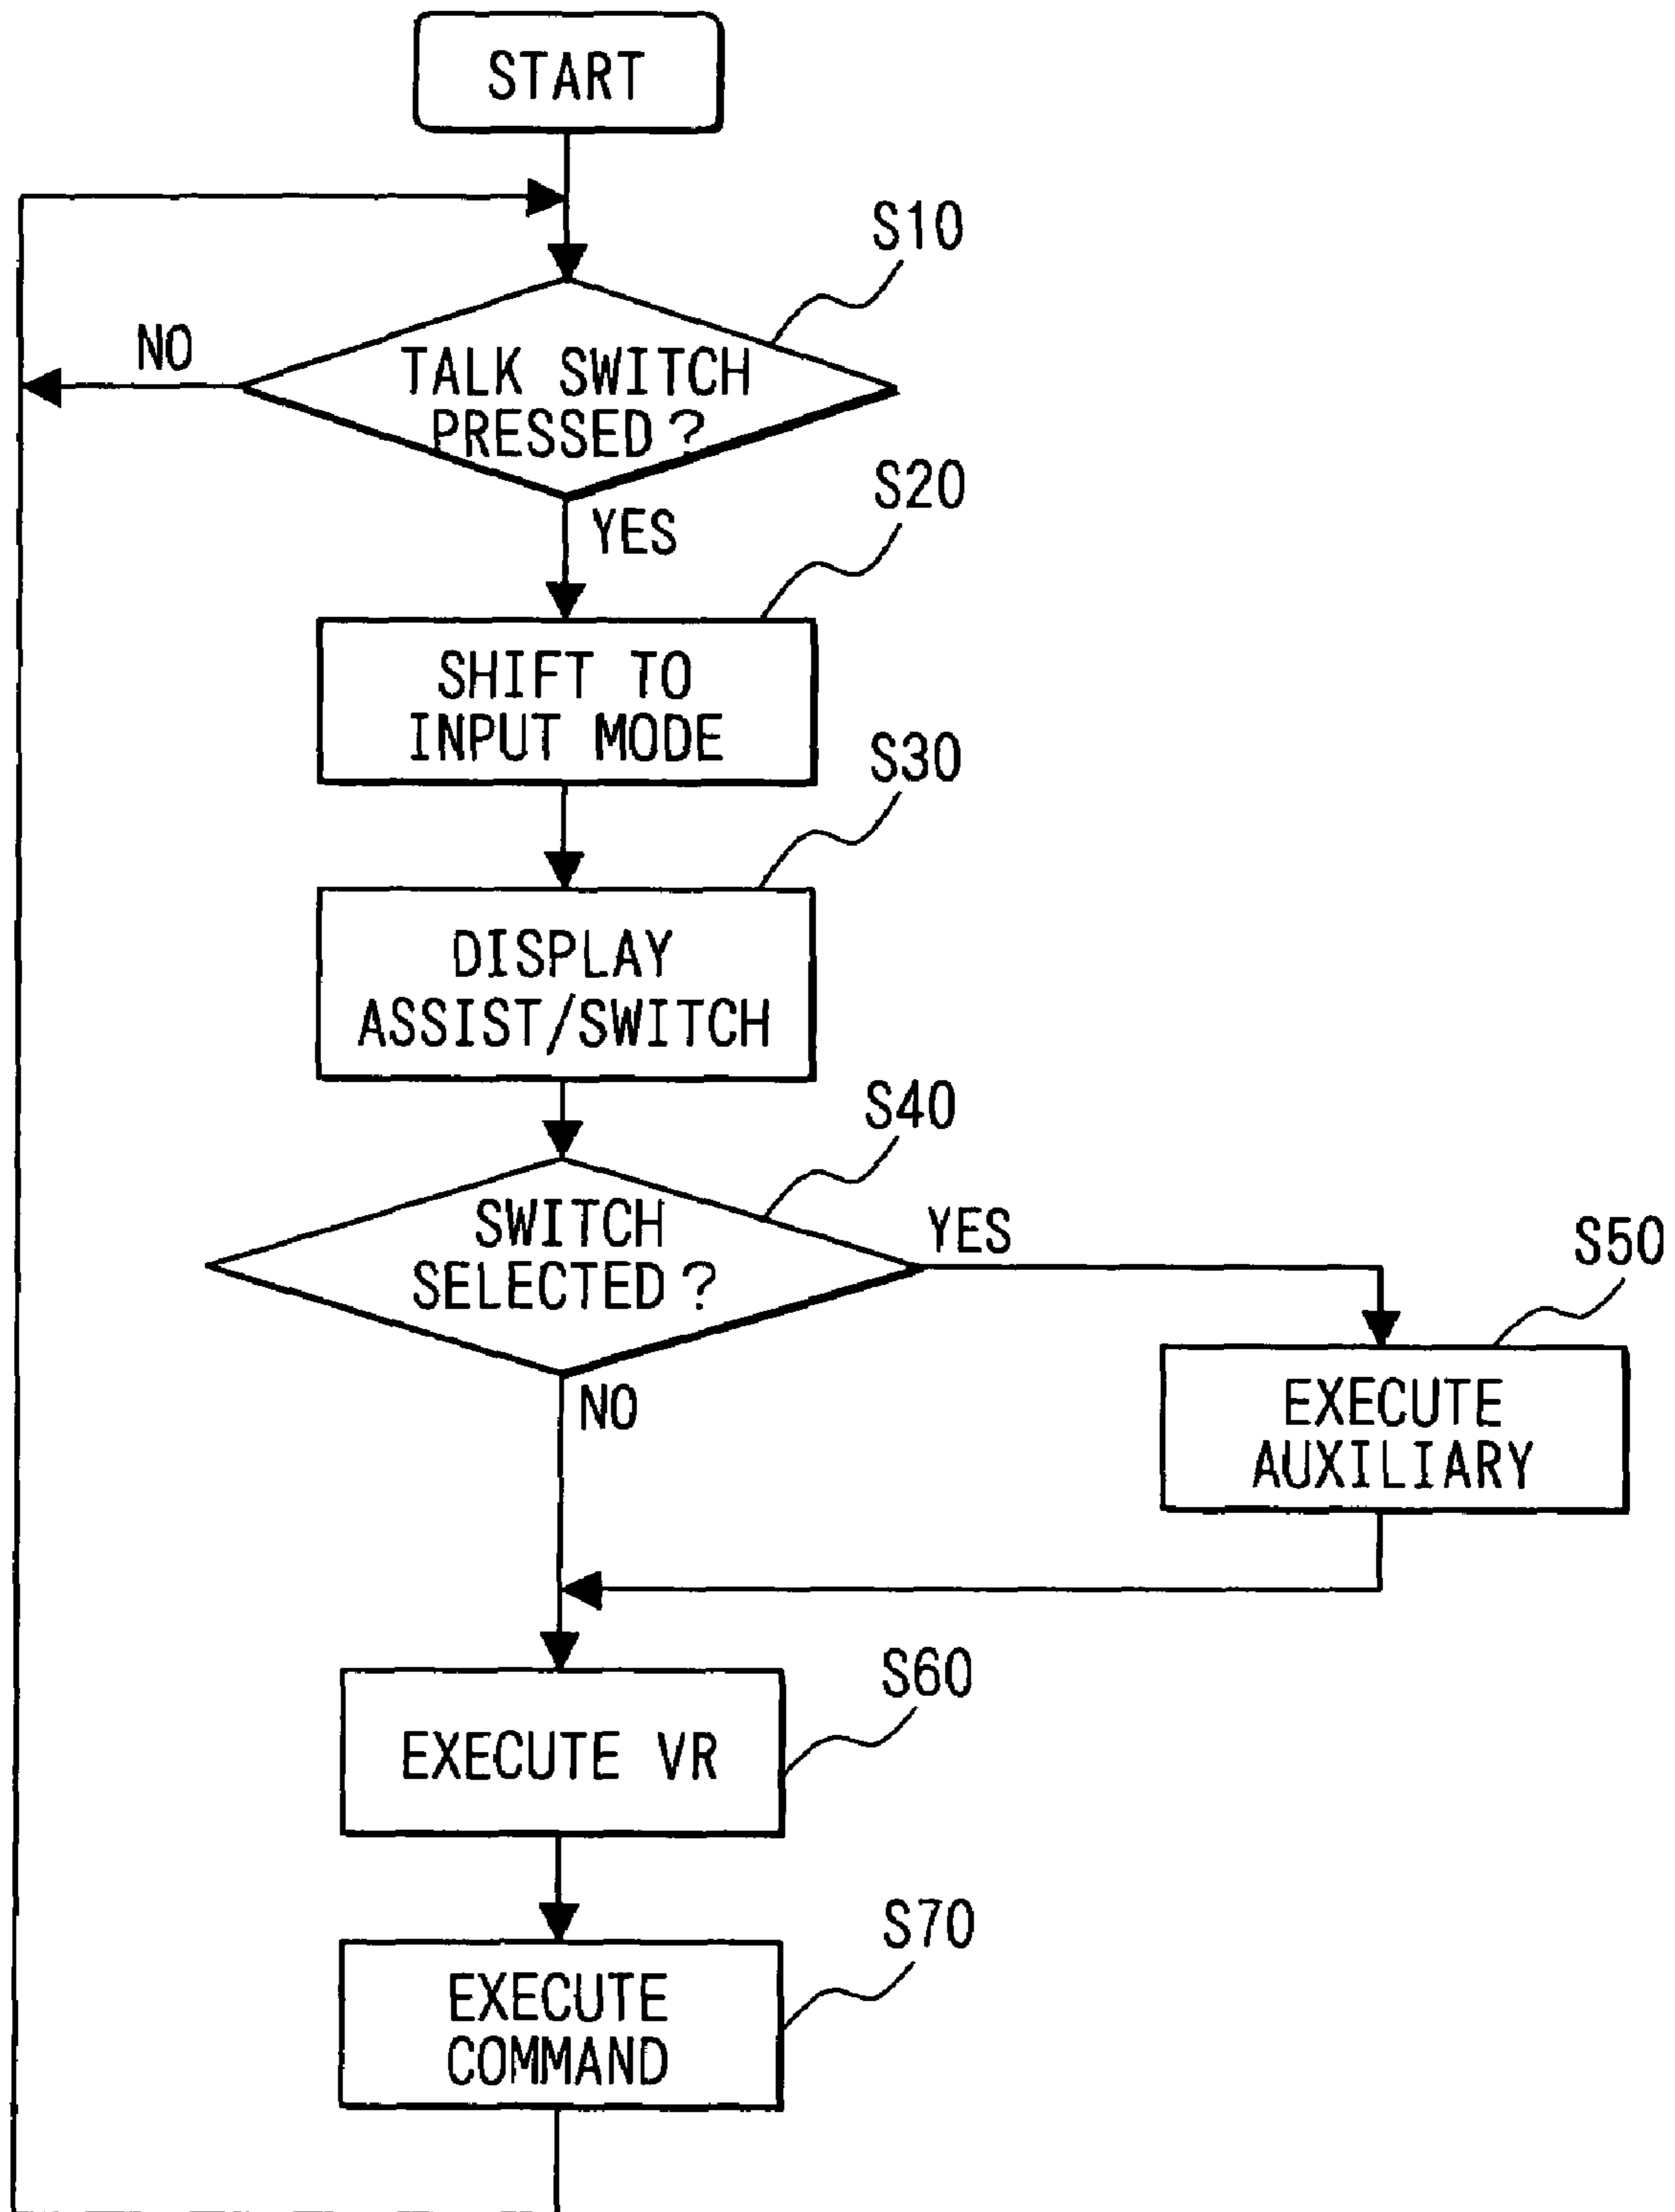 START
S10
NO
TALK SWITCH
PRESSED?
S20
YES
SHIFT TO
INPUT MODE
S30
DISPLAY
ASSIST/SWITCH
S40
SWITCH
SELECTED?
YES
S50
NO
EXECUTE
AUXILIARY
S60
EXECUTE VR
S70
EXECUTE
COMMAND